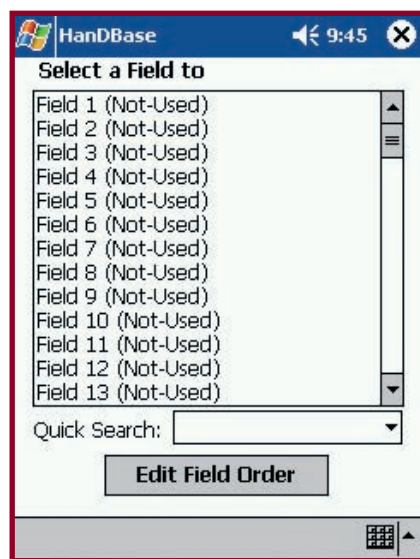 HanDBase 9:45
Select a Field to
Field 1 (Not-Used)
Field 2 (Not-Used)
Field 3 (Not-Used)
Field 4 (Not-Used)
Field 5 (Not-Used)
Field 6 (Not-Used)
Field 7 (Not-Used)
Field 8 (Not-Used)
Field 9 (Not-Used)
Field 10 (Not-Used)
Field 11 (Not-Used)
Field 12 (Not-Used)
Field 13 (Not-Used)
Quick Search:
Edit Field Order